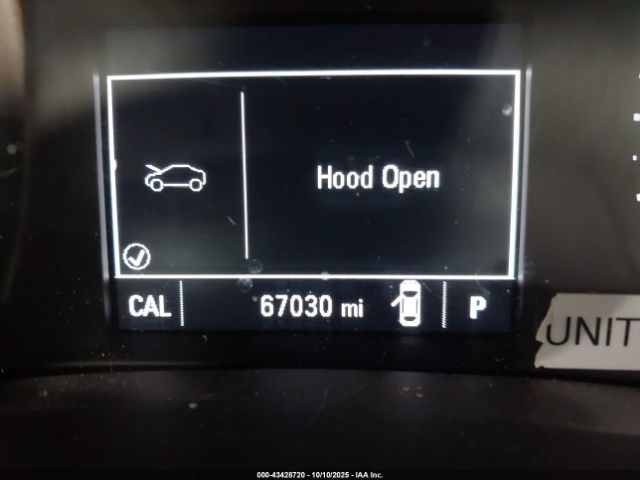 Hood Open
CAL 67030 mi P
UNIT
000-43428720 - 10/10/2025 - IAA Inc.